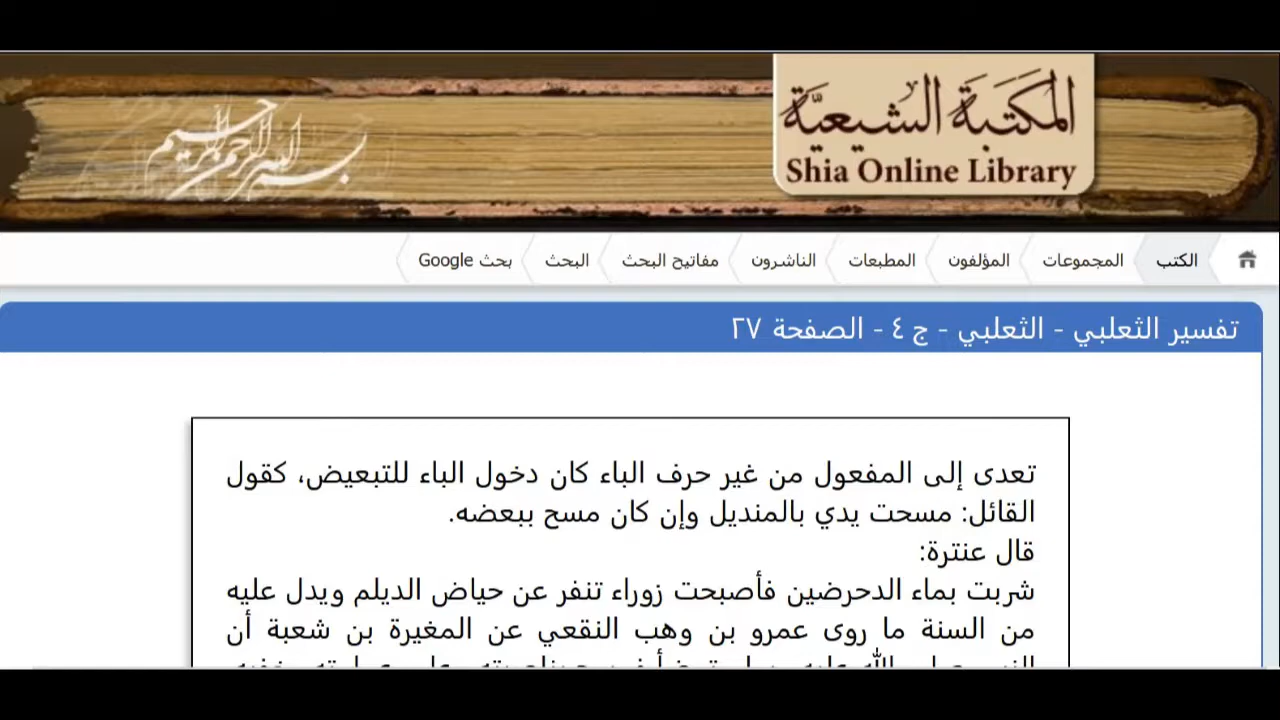 بسم الله الرحمن الرحيم
المكتبة الشيعية
Shia Online Library
الكتب
المجموعات
المؤلفون
المطبعات
الناشرون
مفاتيح البحث
البحث
بحث Google
تفسير الثعلبي - الثعلبي - ج ٤ - الصفحة ٢٧
تعدى إلى المفعول من غير حرف الباء كان دخول الباء للتبعيض، كقول
القائل: مسحت يدي بالمنديل وإن كان مسح ببعضه.
قال عنترة:
شربت بماء الدحرضين فأصبحت زوراء تنفر عن حياض الديلم ويدل عليه
من السنة ما روى عمرو بن وهب النقعي عن المغيرة بن شعبة أن